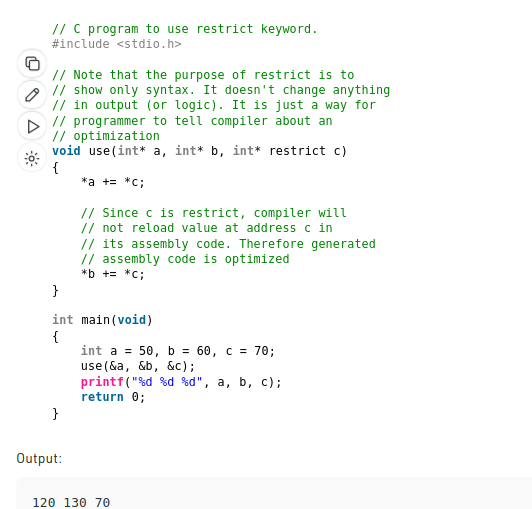 // C program to use restrict keyword.
#include <stdio.h>

// Note that the purpose of restrict is to
// show only syntax. It doesn't change anything
// in output (or logic). It is just a way for
// programmer to tell compiler about an
// optimization
void use(int* a, int* b, int* restrict c)
{
    *a += *c;

    // Since c is restrict, compiler will
    // not reload value at address c in
    // its assembly code. Therefore generated
    // assembly code is optimized
    *b += *c;
}

int main(void)
{
    int a = 50, b = 60, c = 70;
    use(&a, &b, &c);
    printf("%d %d %d", a, b, c);
    return 0;
}

Output:
120 130 70